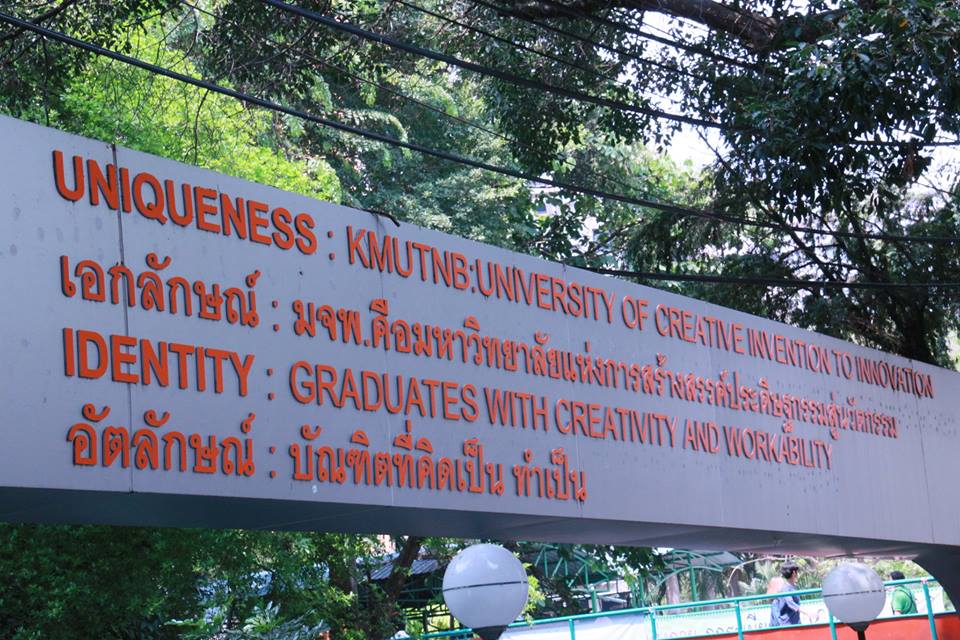 UNIQUENESS : KMUTNB:UNIVERSITY OF CREATIVE INVENTION TO INNOVATION
เอกลักษณ์ : มจพ.คือมหาวิทยาลัยแห่งการสร้างสรรค์ประดิษฐกรรมสู่นวัตกรรม
IDENTITY : GRADUATES WITH CREATIVITY AND WORKABILITY
อัตลักษณ์ : บัณฑิตที่คิดเป็น ทำเป็น